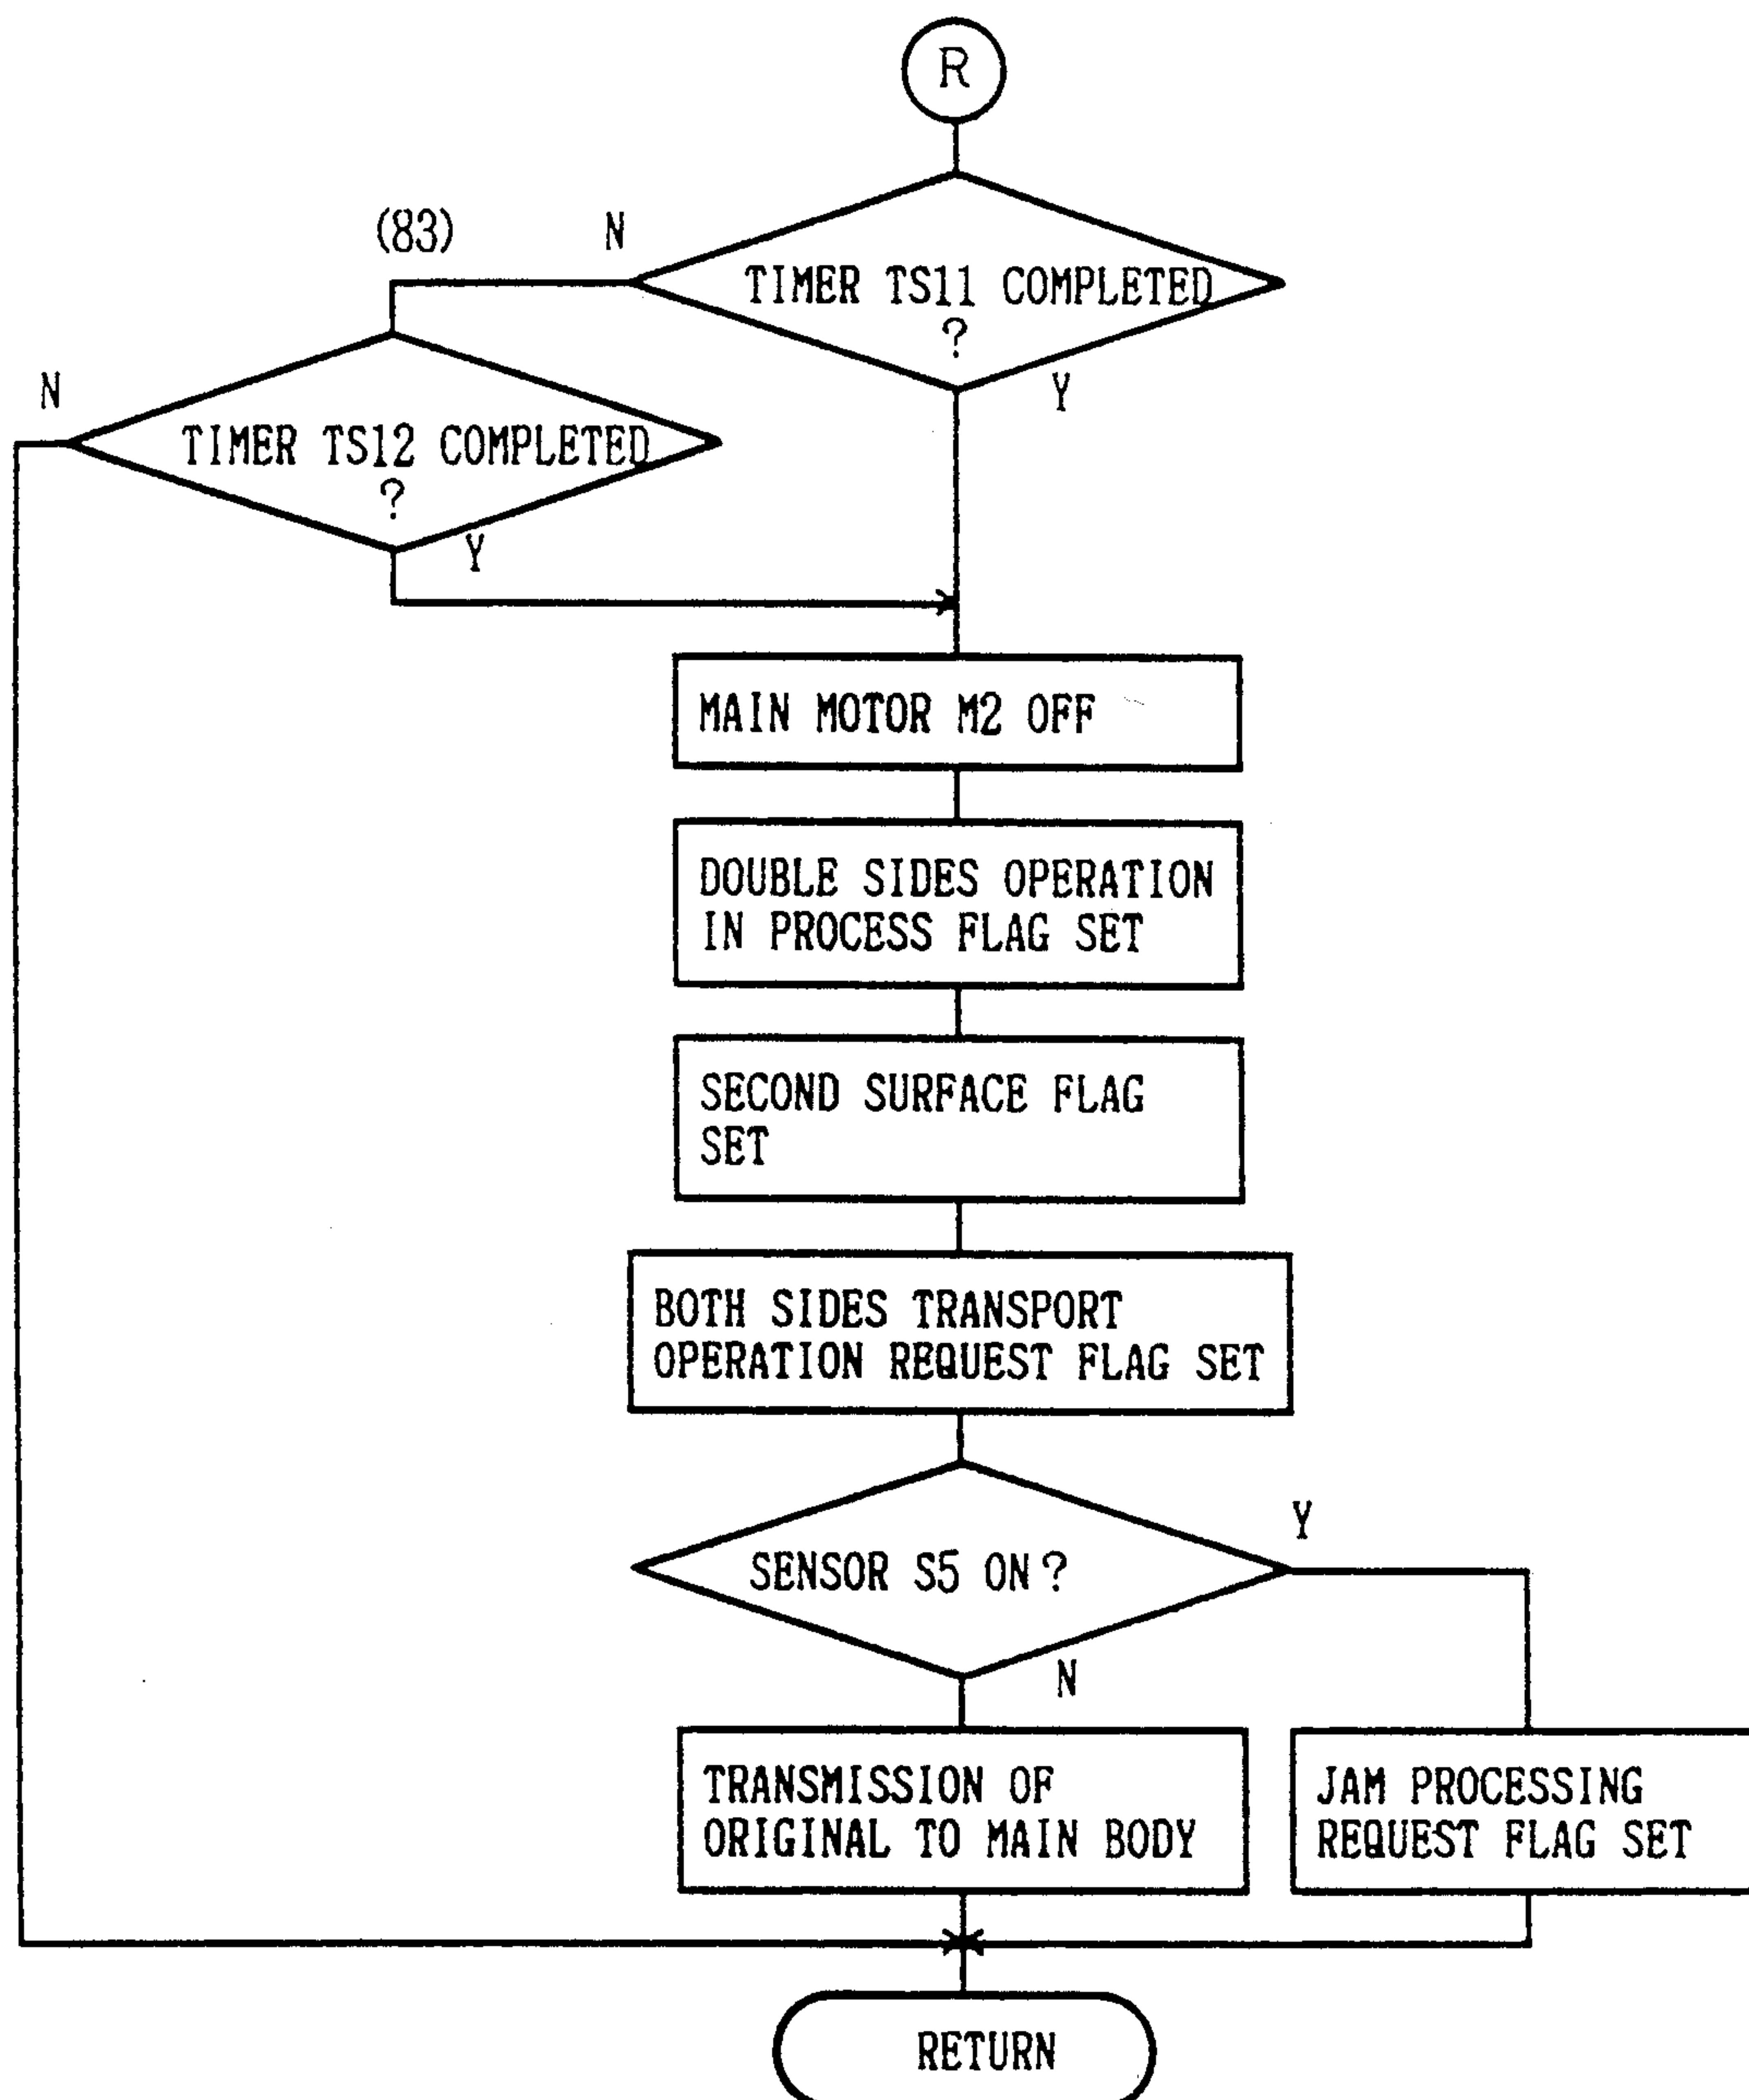 R
(83)
N
TIMER TS11 COMPLETED
?
Y
N
TIMER TS12 COMPLETED
?
Y
MAIN MOTOR M2 OFF
DOUBLE SIDES OPERATION
IN PROCESS FLAG SET
SECOND SURFACE FLAG
SET
BOTH SIDES TRANSPORT
OPERATION REQUEST FLAG SET
SENSOR S5 ON ?
Y
N
TRANSMISSION OF
ORIGINAL TO MAIN BODY
JAM PROCESSING
REQUEST FLAG SET
RETURN